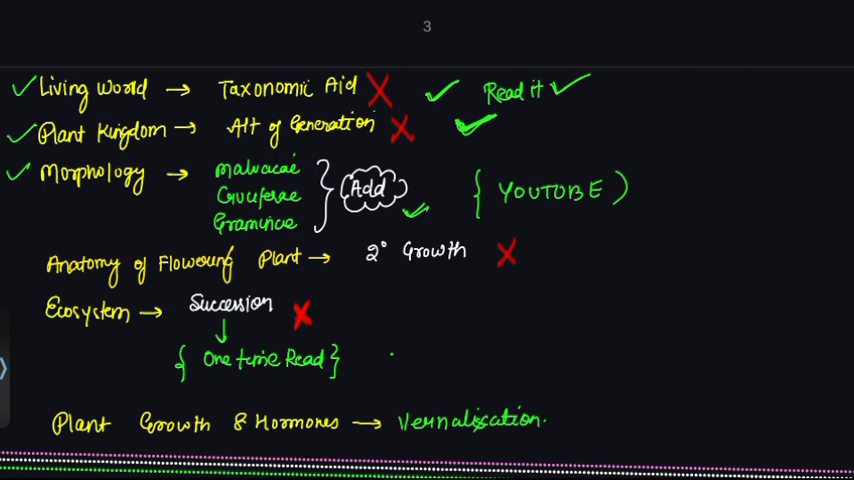 3
Living World → Taxonomic Aid ✗ ✓ Read it ✓
✓ Plant Kingdom → Alt of Generation ✗ ✓
✓ Morphology → Malvacae
Cruciferae } Add ✓ { YOUTUBE }
Graminae
Anatomy of Flowering Plant → 2° Growth ✗
Ecosystem → Succession ✗
↓
{ One time Read }
Plant Growth & Hormones → Vernalisation.